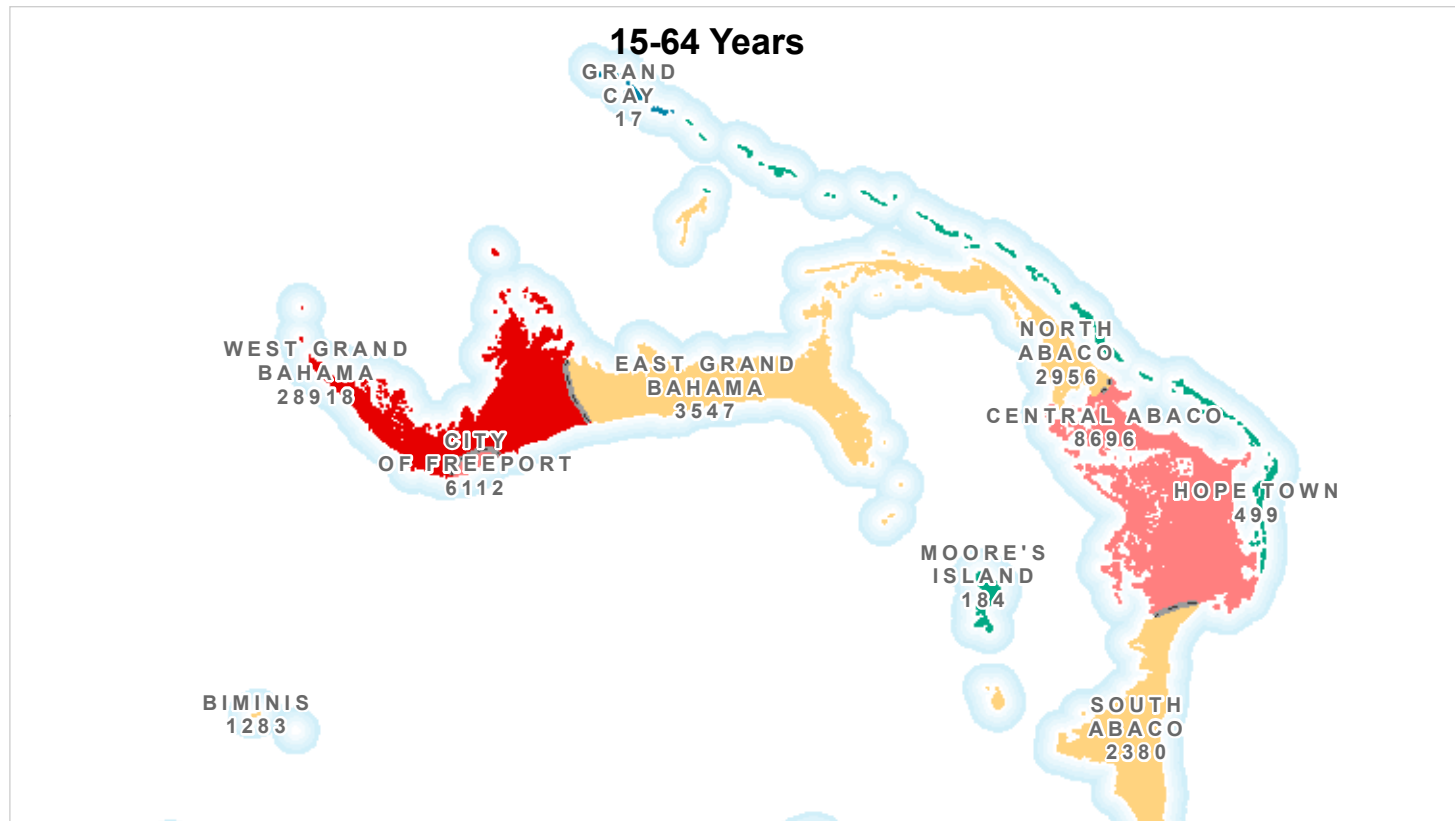 15-64 Years
GRAND
CAY
17
WEST GRAND
BAHAMA
28918
EAST GRAND
BAHAMA
3547
NORTH
ABACO
2956
CENTRAL ABACO
8696
CITY
OF FREEPORT
6112
HOPE TOWN
499
MOORE'S
ISLAND
184
BIMINIS
1283
SOUTH
ABACO
2380